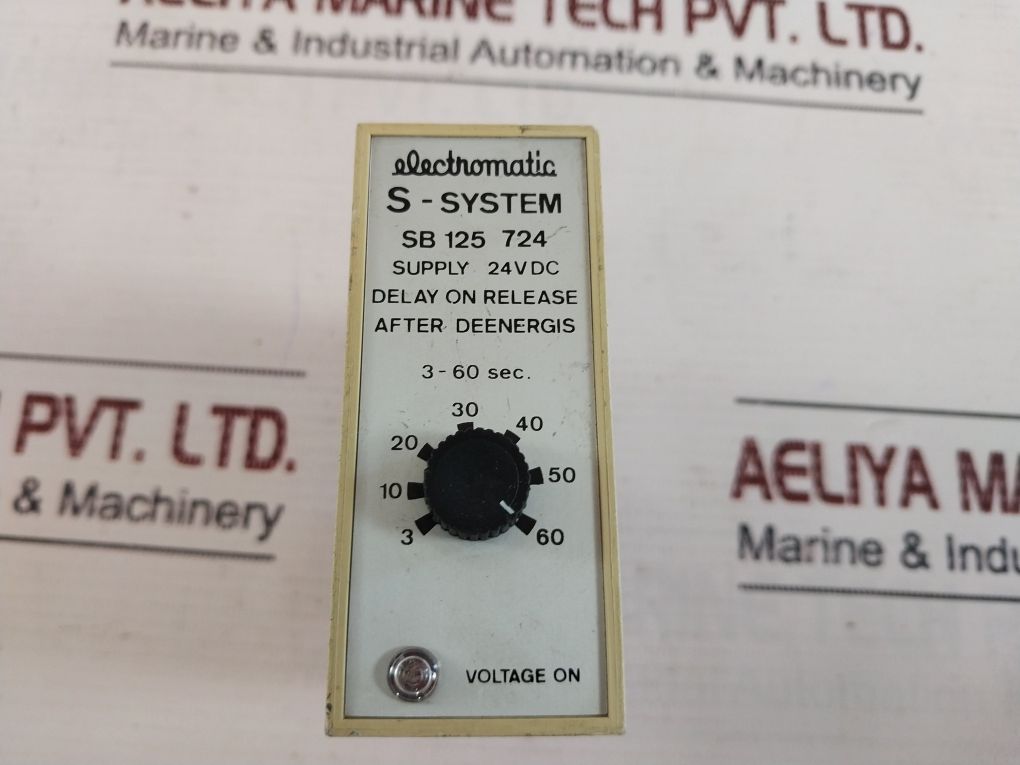 AELIYA MARINE TECH PVT. LTD.
Marine & Industrial Automation & Machinery
electromatic
S - SYSTEM
SB 125 724
SUPPLY 24VDC
DELAY ON RELEASE
AFTER DEENERGIS
3 - 60 sec.
30
20 40
10 50
3 60
VOLTAGE ON
PVT. LTD.
& Machinery
AELIYA MA
Marine & Indu